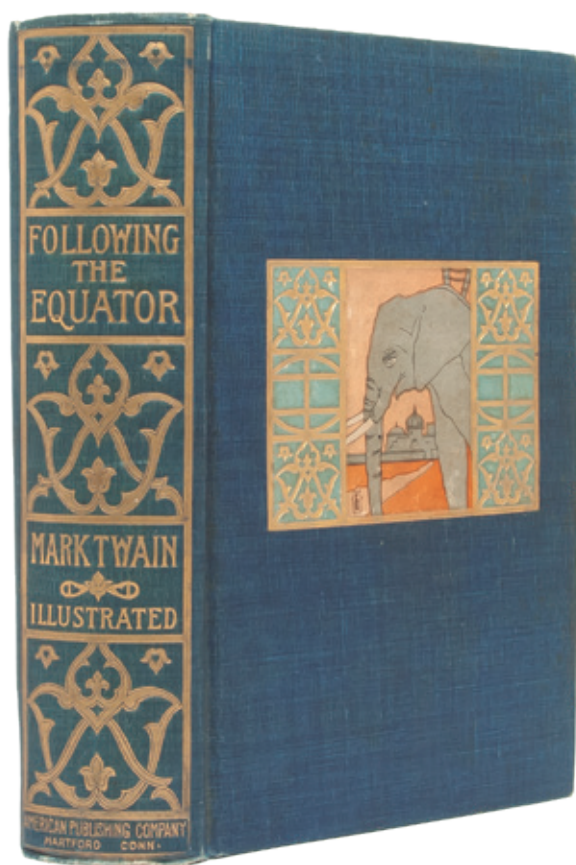 FOLLOWING
THE
EQUATOR
MARK TWAIN
ILLUSTRATED
AMERICAN PUBLISHING COMPANY
HARTFORD CONN.